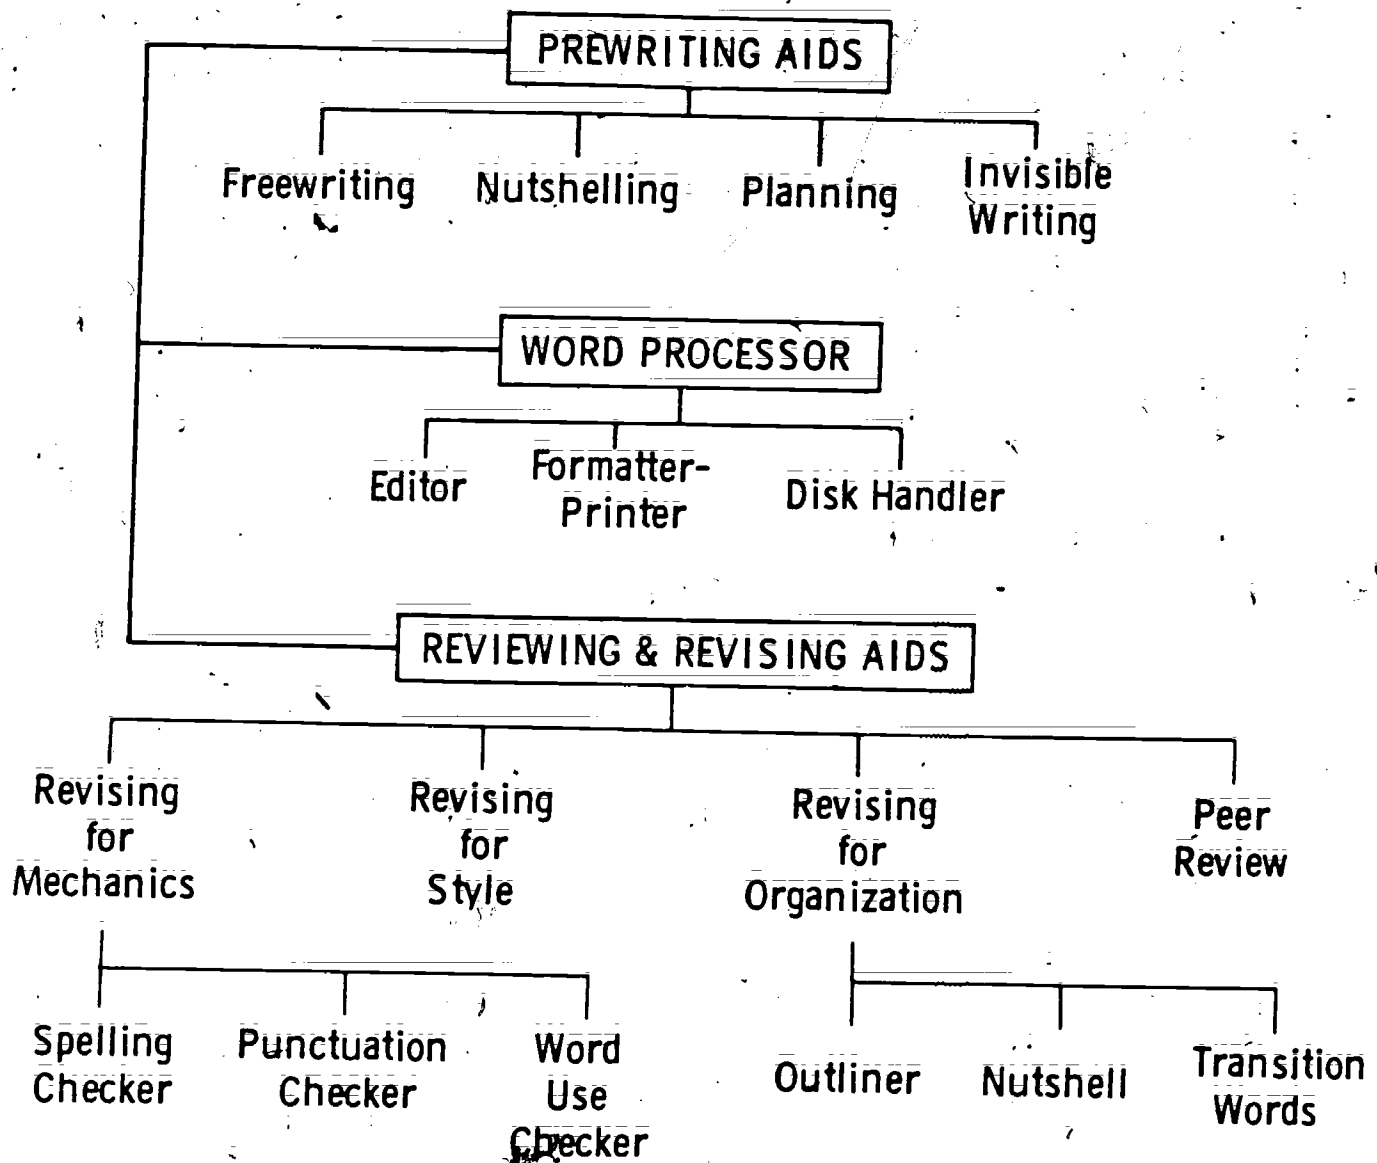 PREWRITING AIDS
Freewriting
Nutshelling
Planning
Invisible
Writing
WORD PROCESSOR
Editor
Formatter-
Printer
Disk Handler
REVIEWING & REVISING AIDS
Revising
for
Mechanics
Revising
for
Style
Revising
for
Organization
Peer
Review
Spelling
Checker
Punctuation
Checker
Word
Use
Checker
Outliner
Nutshell
Transition
Words